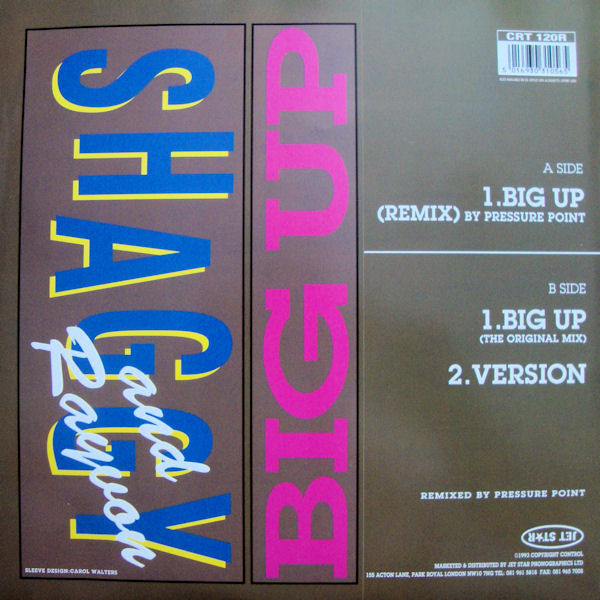 SHAGGY
and
Rayvon
BIG UP
SLEEVE DESIGN: CAROL WALTERS
CRT 120R
A SIDE
1.BIG UP
(REMIX) BY PRESSURE POINT
B SIDE
1.BIG UP
(THE ORIGINAL MIX)
2.VERSION
REMIXED BY PRESSURE POINT
JET STAR
©1993 COPYRIGHT CONTROL
MARKETED & DISTRIBUTED BY JET STAR PHONOGRAPHICS LTD
155 ACTON LANE, PARK ROYAL LONDON NW10 7NG TEL: 081 961 5818 FAX: 081 965 7008